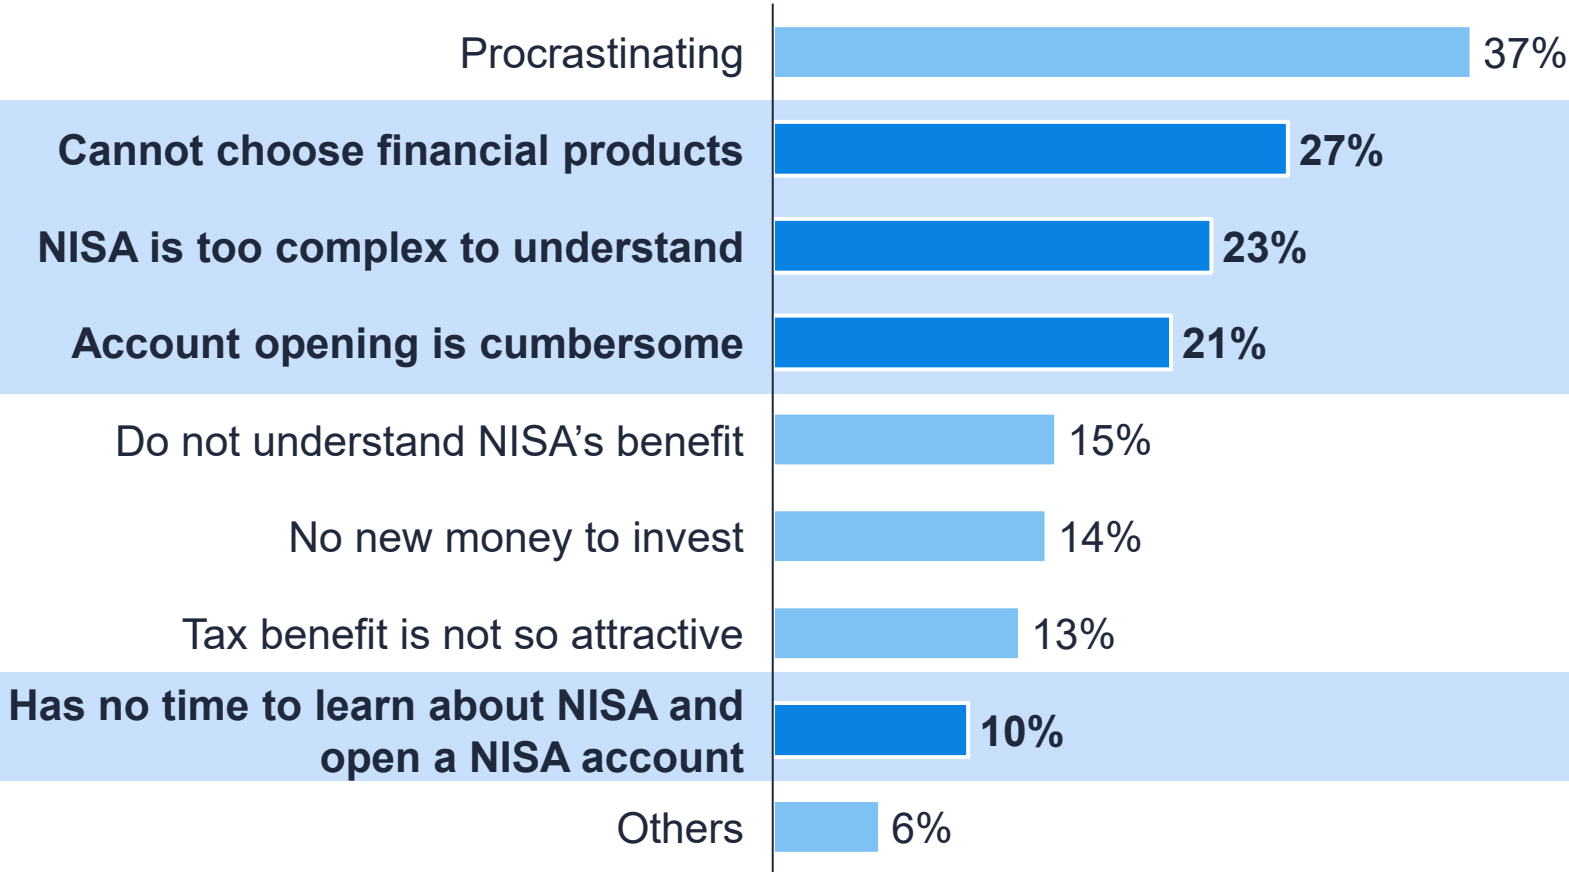 Procrastinating 37%
Cannot choose financial products 27%
NISA is too complex to understand 23%
Account opening is cumbersome 21%
Do not understand NISA’s benefit 15%
No new money to invest 14%
Tax benefit is not so attractive 13%
Has no time to learn about NISA and
open a NISA account 10%
Others 6%